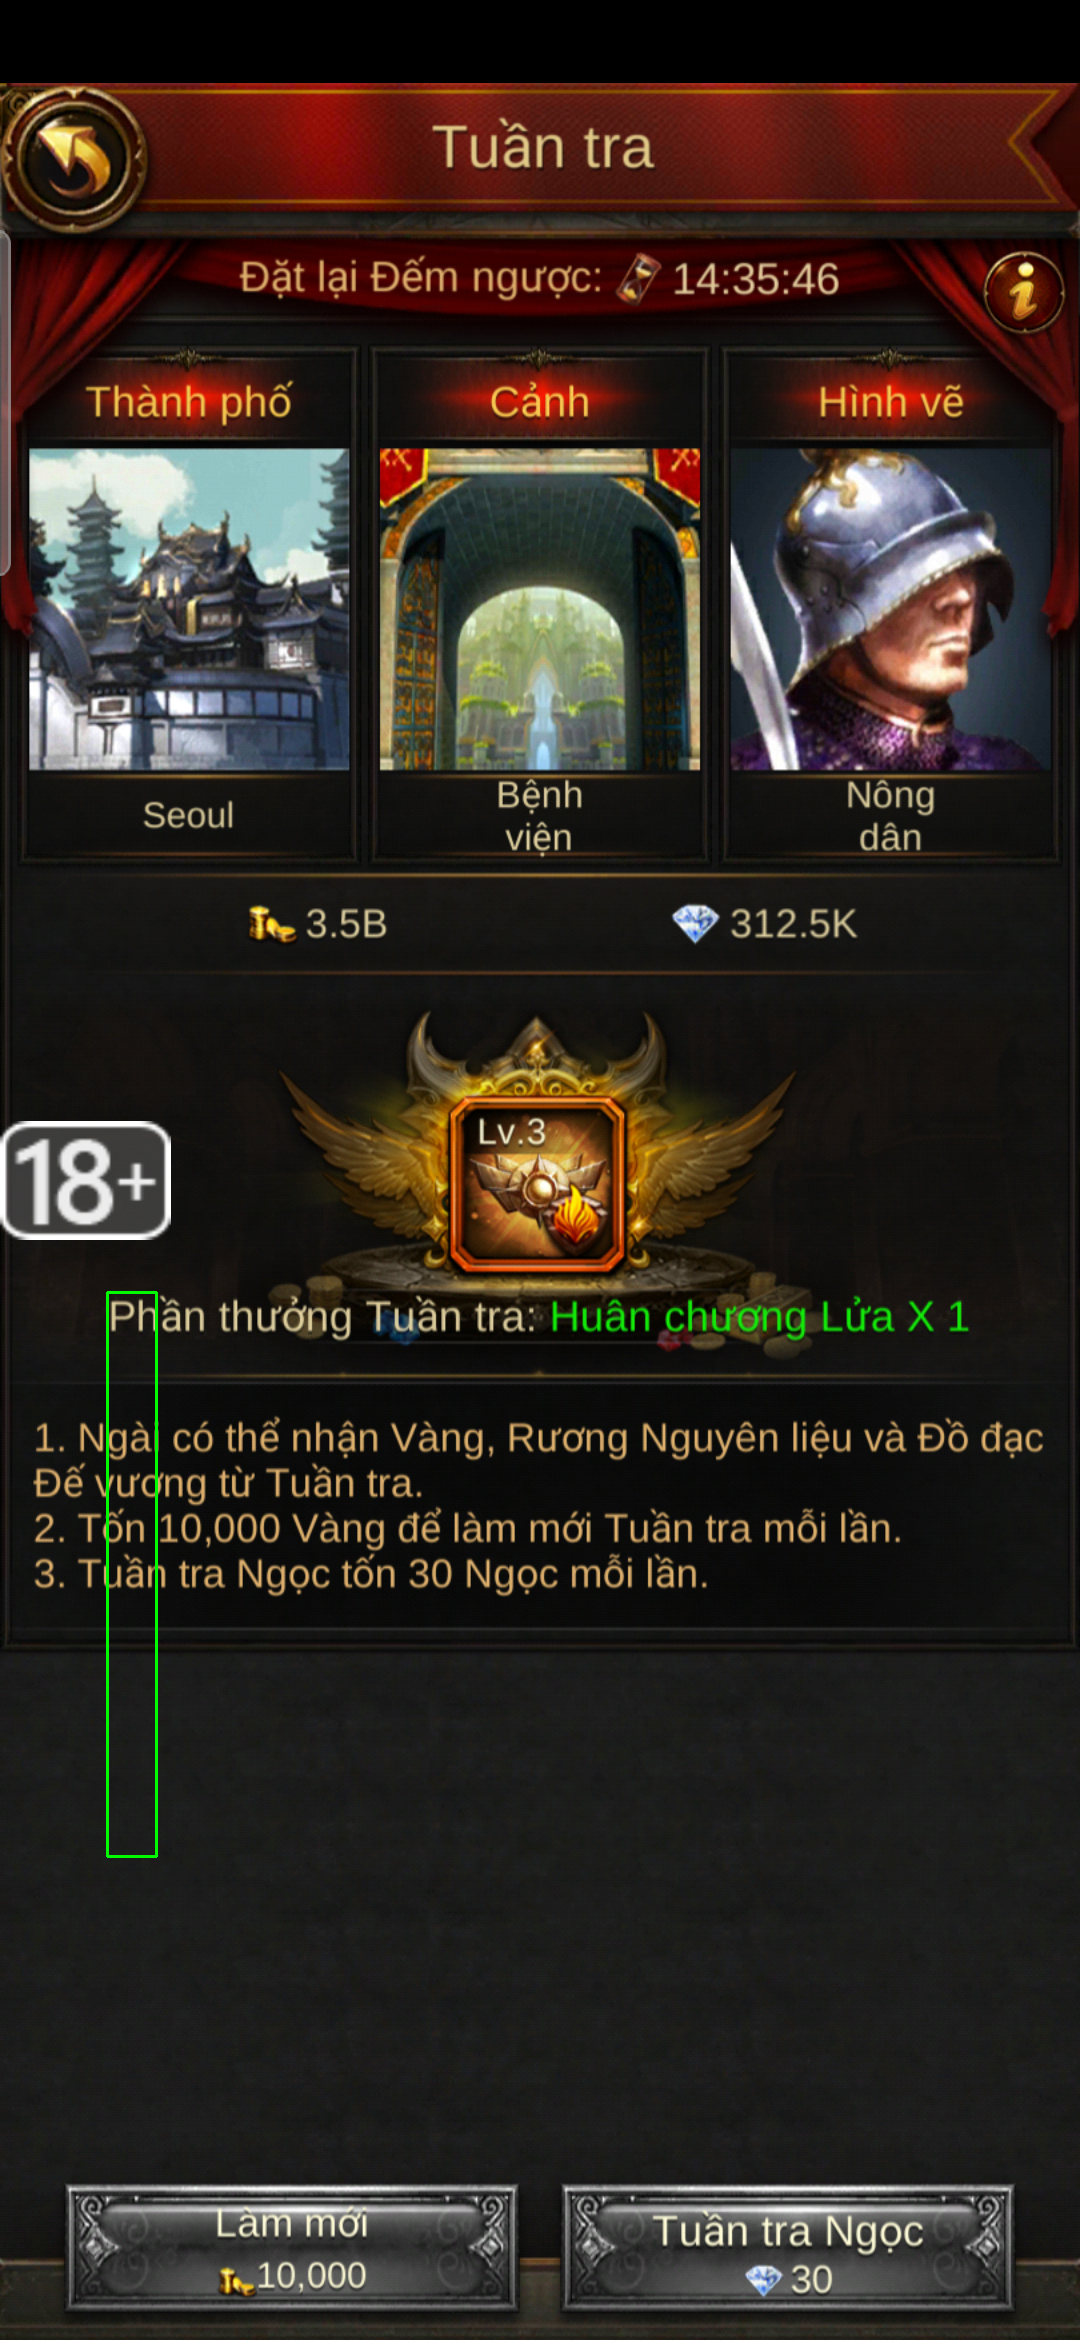 Tuần tra
Đặt lại Đếm ngược: 14:35:46
Thành phố
Cảnh
Hình vẽ
Seoul
Bệnh
viện
Nông
dân
3.5B
312.5K
Lv.3
18+
Phần thưởng Tuần tra: Huân chương Lửa X 1
1. Ngài có thể nhận Vàng, Rương Nguyên liệu và Đồ đạc
Đế vương từ Tuần tra.
2. Tốn 10,000 Vàng để làm mới Tuần tra mỗi lần.
3. Tuần tra Ngọc tốn 30 Ngọc mỗi lần.
Làm mới
10,000
Tuần tra Ngọc
30